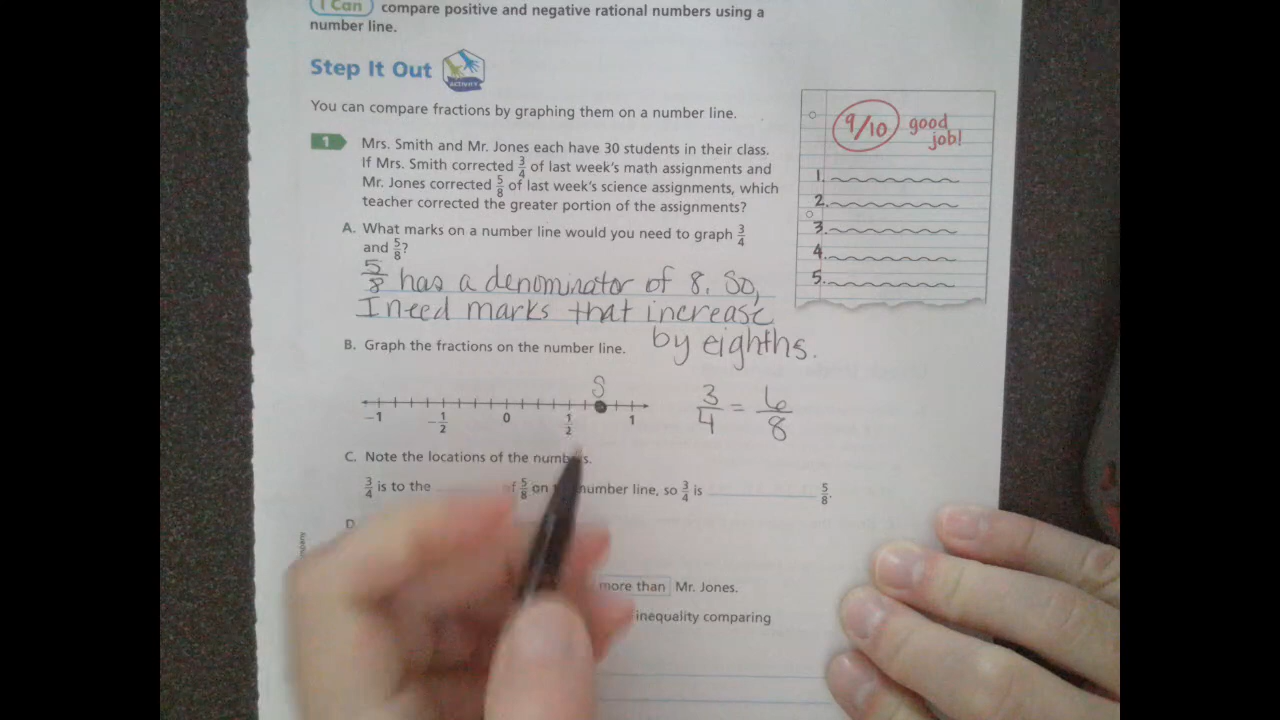 I Can compare positive and negative rational numbers using a
number line.
Step It Out
ACTIVITY
You can compare fractions by graphing them on a number line.
9/10 good
job!
1 Mrs. Smith and Mr. Jones each have 30 students in their class.
If Mrs. Smith corrected 3/4 of last week's math assignments and
Mr. Jones corrected 5/8 of last week's science assignments, which
teacher corrected the greater portion of the assignments?
1.
2.
3.
4.
5.
A. What marks on a number line would you need to graph 3/4
and 5/8?
5/8 has a denominator of 8. So,
I need marks that increase
by eighths.
B. Graph the fractions on the number line.
S
-1 -1/2 0 1/2 1
3/4 = 6/8
C. Note the locations of the numbers.
3/4 is to the of 5/8 on the number line, so 3/4 is 5/8.
D.
more than Mr. Jones.
inequality comparing